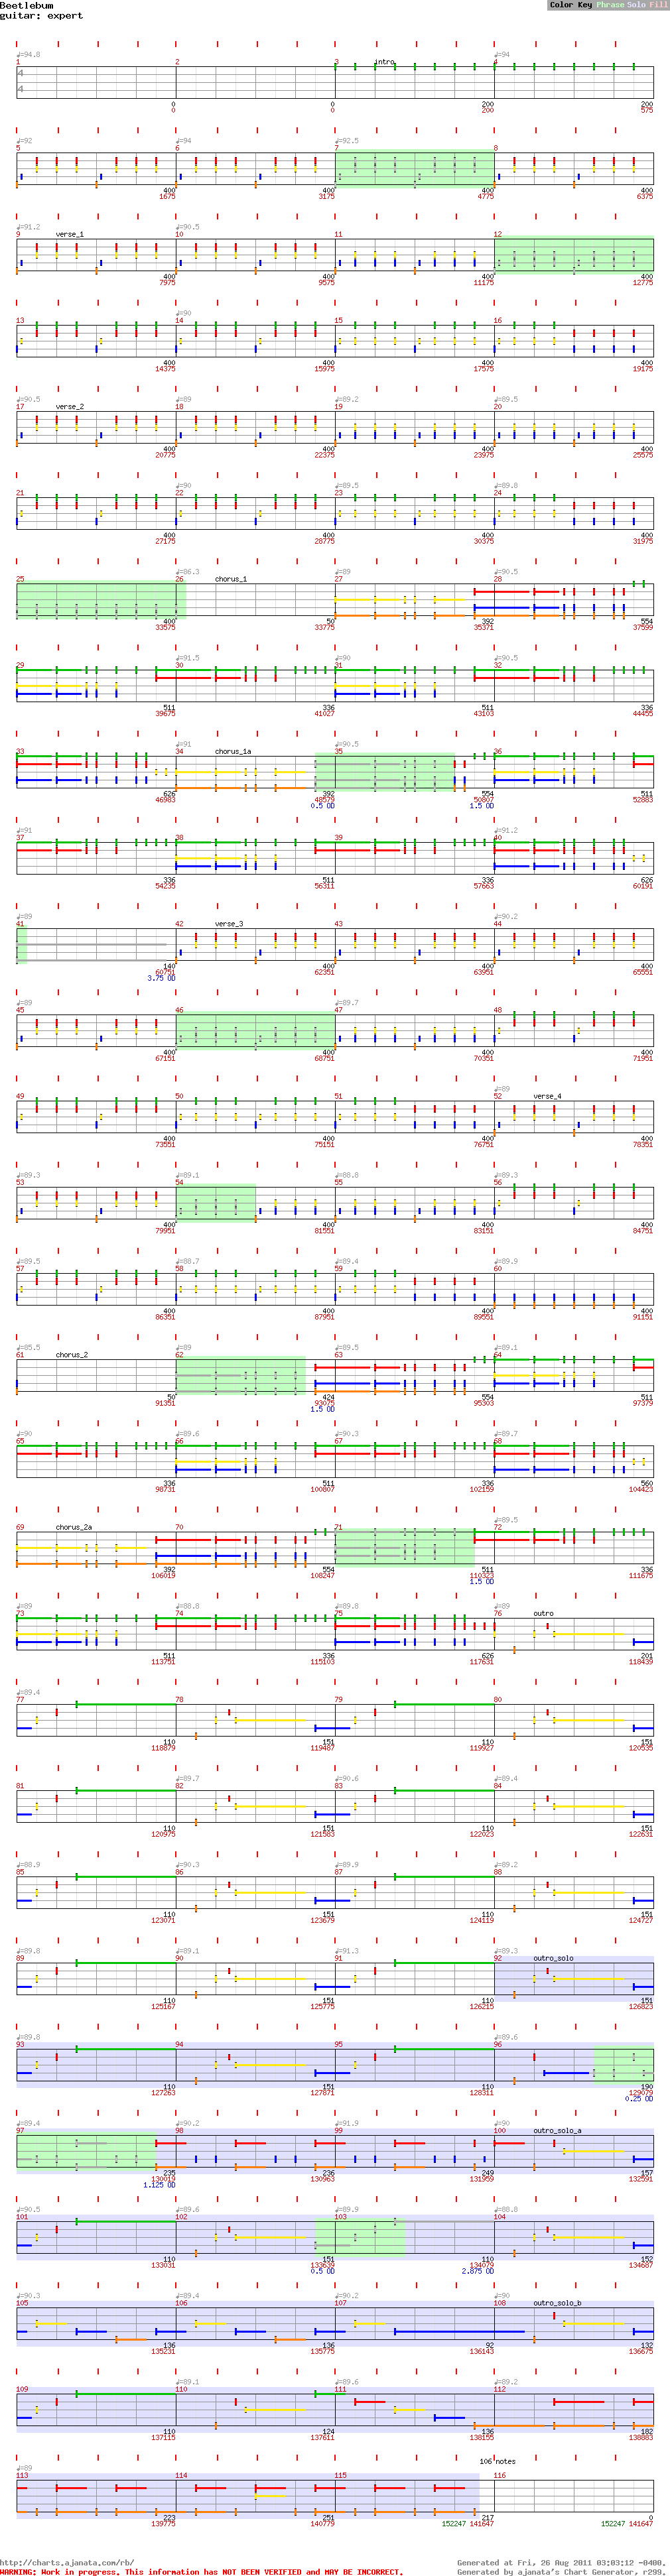 Beetlebum
Color Key Phrase Solo Fill
guitar: expert
♩=94.8 ♩=94
1 2 3 intro 4
4
4
0 0 200 200
0 0 200 575
♩=92 ♩=94 ♩=92.5
5 6 7 8
400 400 400 400
1675 3175 4775 6375
♩=91.2 ♩=90.5
9 verse_1 10 11 12
400 400 400 400
7975 9575 11175 12775
♩=90
13 14 15 16
400 400 400 400
14375 15975 17575 19175
♩=90.5 ♩=89 ♩=89.2 ♩=89.5
17 verse_2 18 19 20
400 400 400 400
20775 22375 23975 25575
♩=90 ♩=89.5 ♩=89.8
21 22 23 24
400 400 400 400
27175 28775 30375 31975
♩=86.3 ♩=89 ♩=90.5
25 26 chorus_1 27 28
400 50 392 554
33575 33775 35371 37599
♩=91.5 ♩=90 ♩=90.5
29 30 31 32
511 336 511 336
39675 41027 43103 44455
♩=91 ♩=90.5
33 34 chorus_1a 35 36
626 392 554 511
46983 48579 50807 52883
0.5 OD 1.5 OD
♩=91 ♩=91.2
37 38 39 40
336 511 336 626
54235 56311 57663 60191
♩=89 ♩=90.2
41 42 verse_3 43 44
140 400 400 400
60751 62351 63951 65551
3.75 OD
♩=89 ♩=89.7
45 46 47 48
400 400 400 400
67151 68751 70351 71951
♩=89
49 50 51 52 verse_4
400 400 400 400
73551 75151 76751 78351
♩=89.3 ♩=89.1 ♩=88.8 ♩=89.3
53 54 55 56
400 400 400 400
79951 81551 83151 84751
♩=89.5 ♩=88.7 ♩=89.4 ♩=89.9
57 58 59 60
400 400 400 400
86351 87951 89551 91151
♩=85.5 ♩=89 ♩=89.5 ♩=89.1
61 chorus_2 62 63 64
50 424 554 511
91351 93075 95303 97379
1.5 OD
♩=90 ♩=89.6 ♩=90.3 ♩=89.7
65 66 67 68
336 511 336 560
98731 100807 102159 104423
♩=89.5
69 chorus_2a 70 71 72
392 554 511 336
106019 108247 110323 111675
1.5 OD
♩=89 ♩=88.8 ♩=89.8 ♩=89
73 74 75 76 outro
511 336 626 201
113751 115103 117631 118439
♩=89.4
77 78 79 80
110 151 110 151
118879 119487 119927 120535
♩=89.7 ♩=90.6 ♩=89.4
81 82 83 84
110 151 110 151
120975 121583 122023 122631
♩=88.9 ♩=90.3 ♩=89.9 ♩=89.2
85 86 87 88
110 151 110 151
123071 123679 124119 124727
♩=89.8 ♩=89.1 ♩=91.3 ♩=89.3
89 90 91 92 outro_solo
110 151 110 151
125167 125775 126215 126823
♩=89.8 ♩=89.6
93 94 95 96
110 151 110 190
127263 127871 128311 129079
0.25 OD
♩=89.4 ♩=90.2 ♩=91.9 ♩=90
97 98 99 100 outro_solo_a
235 236 249 157
130019 130963 131959 132591
1.125 OD
♩=90.5 ♩=89.6 ♩=89.9 ♩=88.8
101 102 103 104
110 151 110 152
133031 133639 134079 134687
0.5 OD 2.875 OD
♩=90.3 ♩=89.4 ♩=90.2 ♩=90
105 106 107 108 outro_solo_b
136 136 92 132
135231 135775 136143 136675
♩=89.1 ♩=89.6 ♩=89.2
109 110 111 112
110 124 136 182
137115 137611 138155 138883
♩=89 106 notes
113 114 115 116
223 251 217 0
139775 140779 152247 141647 152247 141647
http://charts.ajanata.com/rb/ Generated at Fri, 26 Aug 2011 03:03:12 -0400.
WARNING: Work in progress. This information has NOT BEEN VERIFIED and MAY BE INCORRECT. Generated by ajanata's Chart Generator, r299.